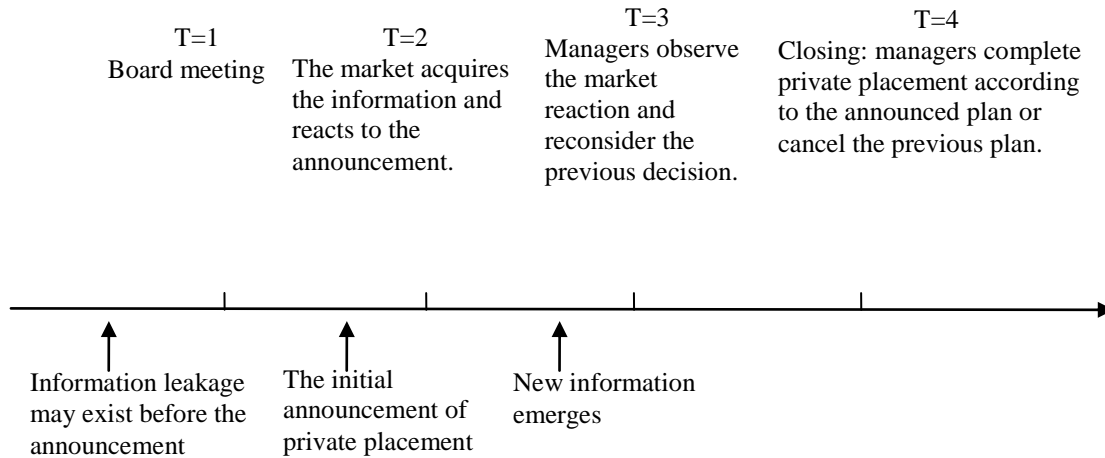 T=1
Board meeting
T=2
The market acquires
the information and
reacts to the
announcement.
T=3
Managers observe
the market
reaction and
reconsider the
previous decision.
T=4
Closing: managers complete
private placement according
to the announced plan or
cancel the previous plan.
Information leakage
may exist before the
announcement
The initial
announcement of
private placement
New information
emerges